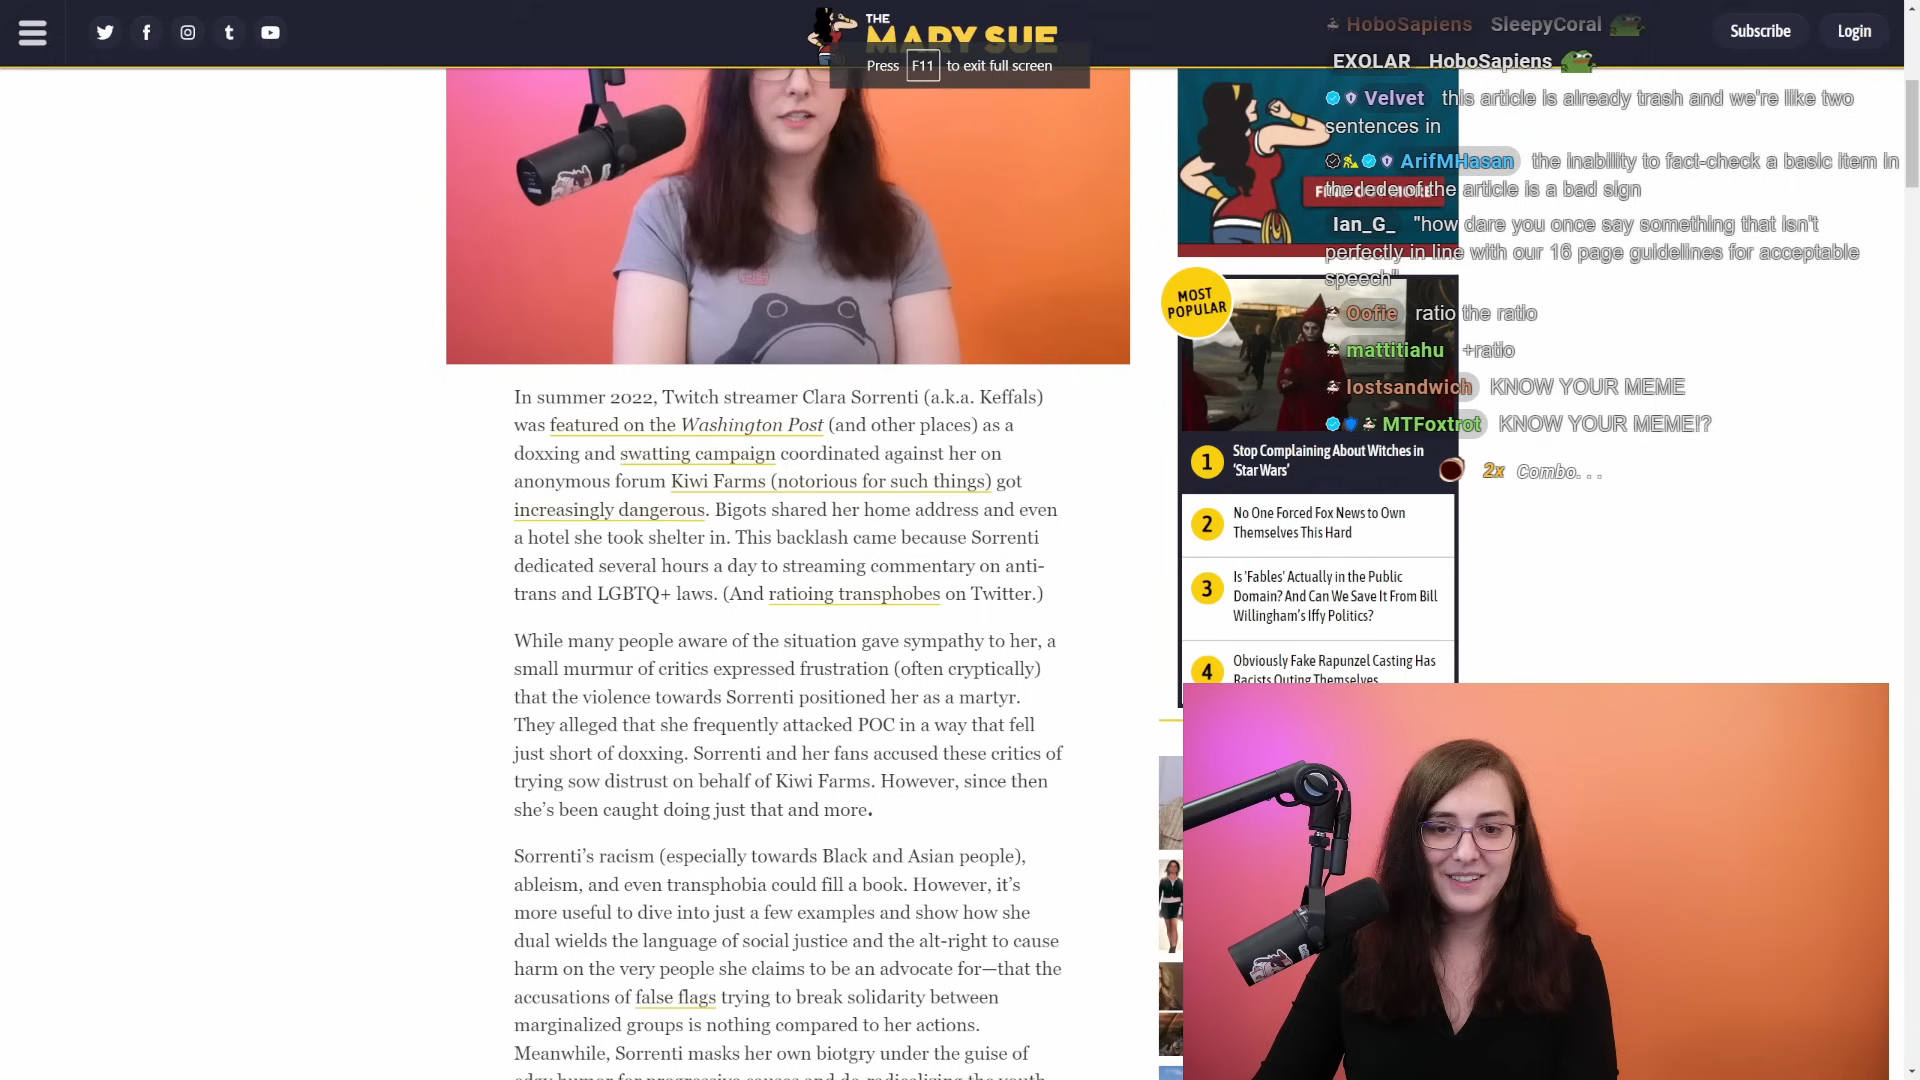 THE
MARY SUE
Subscribe
Login
Press F11 to exit full screen
HoboSapiens SleepyCoral
EXOLAR HoboSapiens
Velvet this article is already trash and we're like two
sentences in
ArifMHasan the inability to fact-check a basic item in
the lede of the article is a bad sign
Ian_G_ "how dare you once say something that isn't
perfectly in line with our 16 page guidelines for acceptable
speech"
Oofie ratio the ratio
mattitiahu +ratio
lostsandwich KNOW YOUR MEME
MTFoxtrot KNOW YOUR MEME!?
2x Combo. . .
In summer 2022, Twitch streamer Clara Sorrenti (a.k.a. Keffals)
was featured on the Washington Post (and other places) as a
doxxing and swatting campaign coordinated against her on
anonymous forum Kiwi Farms (notorious for such things) got
increasingly dangerous. Bigots shared her home address and even
a hotel she took shelter in. This backlash came because Sorrenti
dedicated several hours a day to streaming commentary on anti-
trans and LGBTQ+ laws. (And ratioing transphobes on Twitter.)
While many people aware of the situation gave sympathy to her, a
small murmur of critics expressed frustration (often cryptically)
that the violence towards Sorrenti positioned her as a martyr.
They alleged that she frequently attacked POC in a way that fell
just short of doxxing. Sorrenti and her fans accused these critics of
trying sow distrust on behalf of Kiwi Farms. However, since then
she's been caught doing just that and more.
Sorrenti's racism (especially towards Black and Asian people),
ableism, and even transphobia could fill a book. However, it's
more useful to dive into just a few examples and show how she
dual wields the language of social justice and the alt-right to cause
harm on the very people she claims to be an advocate for—that the
accusations of false flags trying to break solidarity between
marginalized groups is nothing compared to her actions.
Meanwhile, Sorrenti masks her own biotgry under the guise of
edgy humor for progressive causes and de-radicalizing the youth
FIND OUT MORE
MOST
POPULAR
1 Stop Complaining About Witches in
'Star Wars'
2 No One Forced Fox News to Own
Themselves This Hard
3 Is 'Fables' Actually in the Public
Domain? And Can We Save It From Bill
Willingham's Iffy Politics?
4 Obviously Fake Rapunzel Casting Has
Racists Outing Themselves